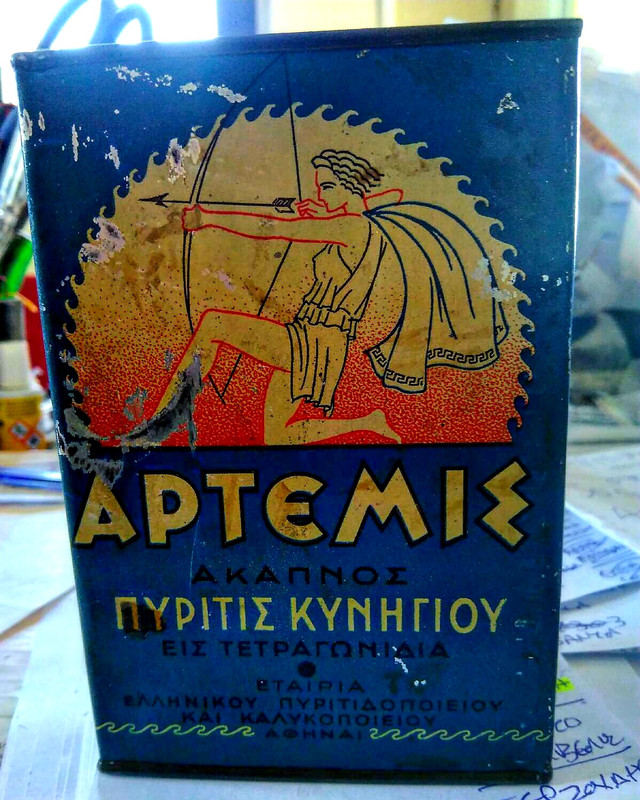 ΑΡΤΕΜΙΣ
ΑΚΑΠΝΟΣ
ΠΥΡΙΤΙΣ ΚΥΝΗΓΙΟΥ
ΕΙΣ ΤΕΤΡΑΓΩΝΙΔΙΑ
ΕΤΑΙΡΙΑ
ΕΛΛΗΝΙΚΟΥ ΠΥΡΙΤΙΔΟΠΟΙΕΙΟΥ
ΚΑΙ ΚΑΛΥΚΟΠΟΙΕΙΟΥ
ΑΘΗΝΑΙ